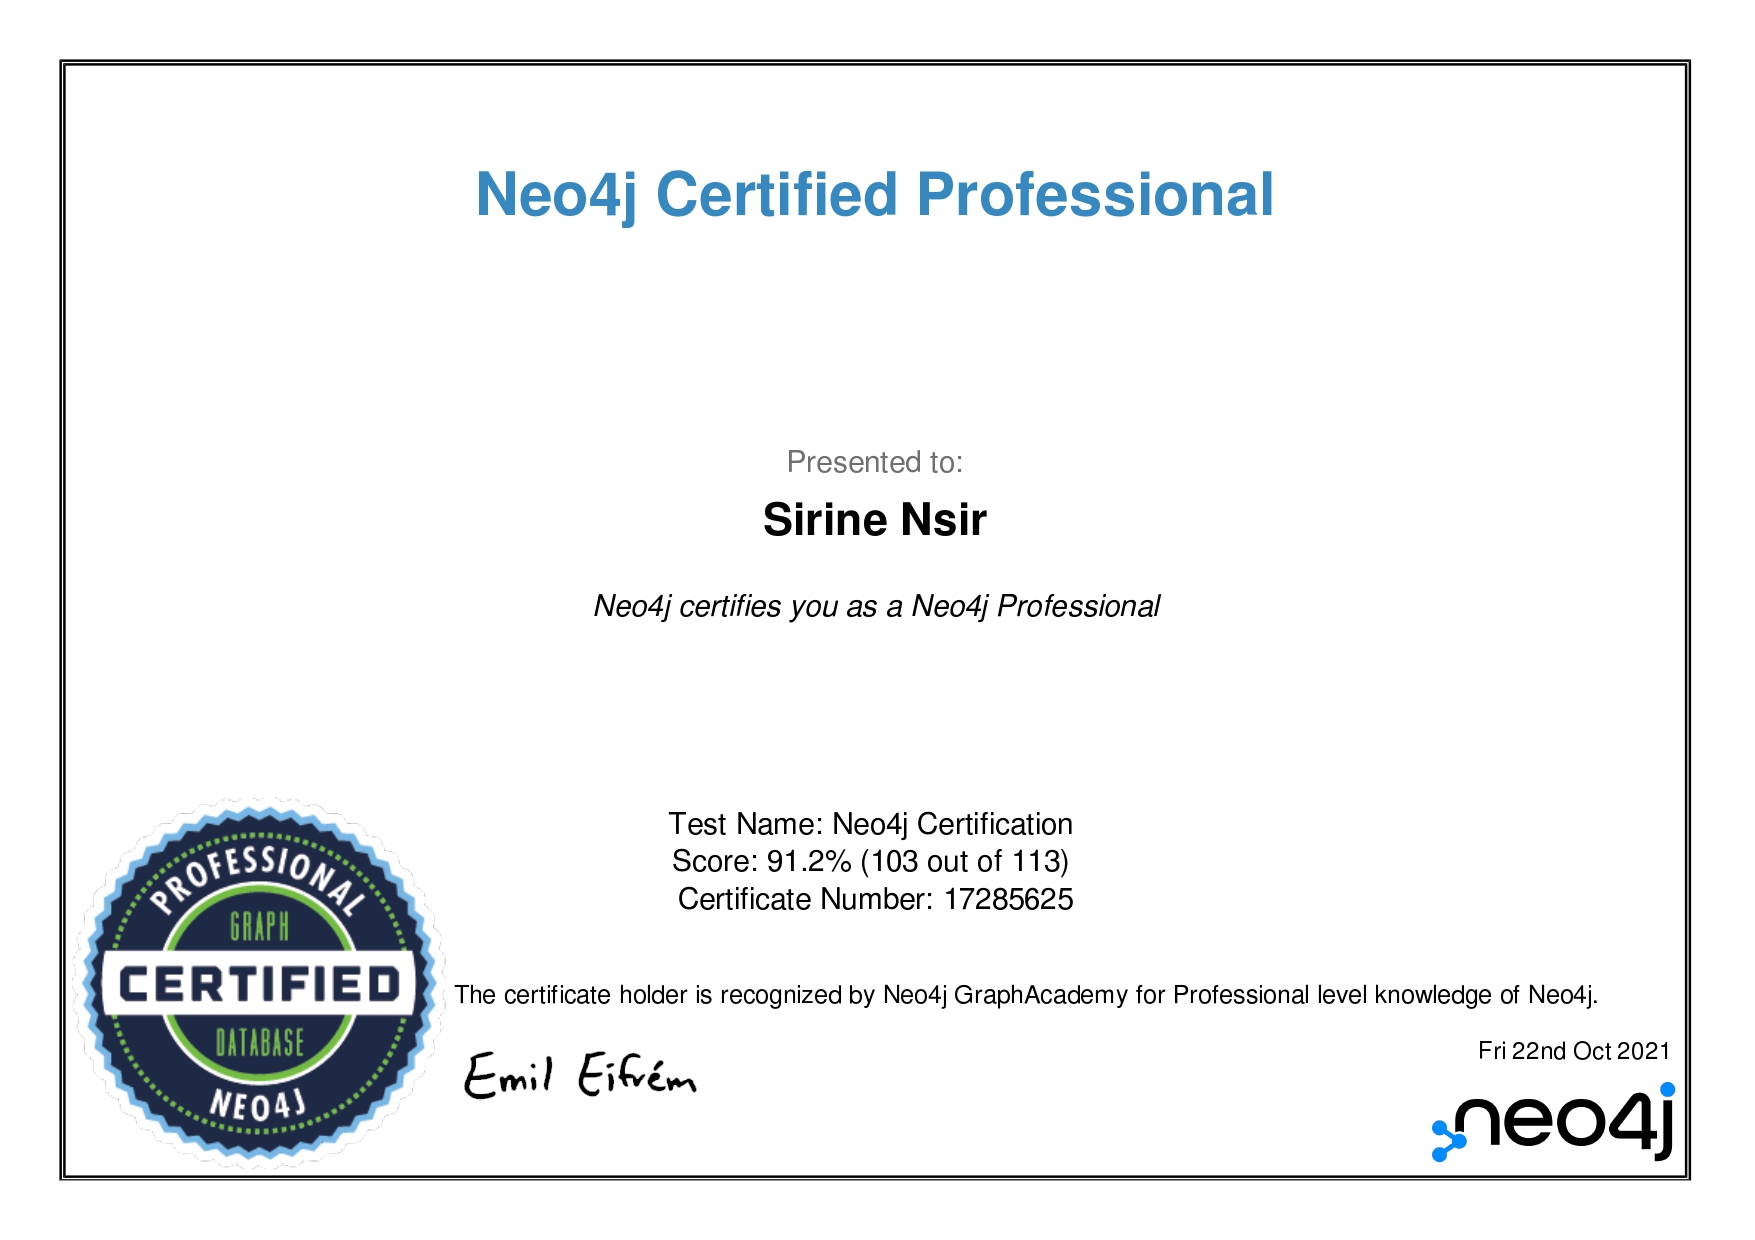 Neo4j Certified Professional
Presented to:
Sirine Nsir
Neo4j certifies you as a Neo4j Professional
Test Name: Neo4j Certification
Score: 91.2% (103 out of 113)
Certificate Number: 17285625
PROFESSIONAL
GRAPH
CERTIFIED
DATABASE
NEO4J
The certificate holder is recognized by Neo4j GraphAcademy for Professional level knowledge of Neo4j.
Emil Eifrém
Fri 22nd Oct 2021
neo4j